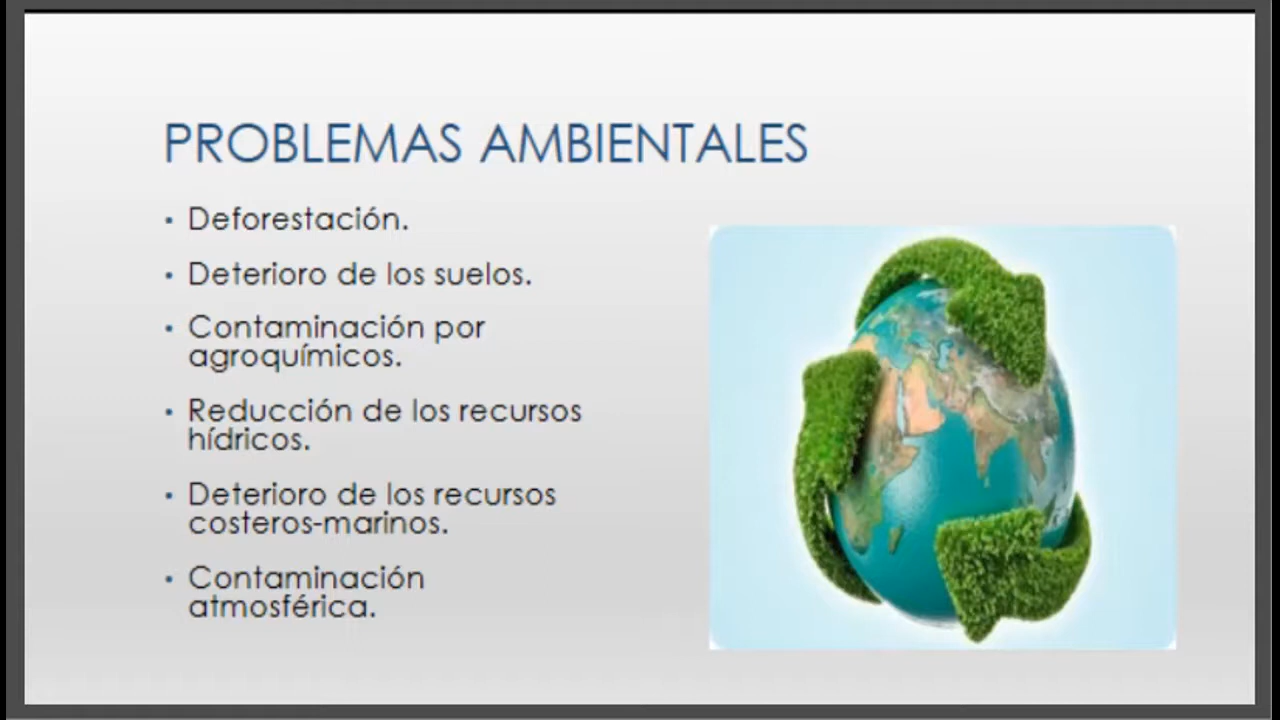 PROBLEMAS AMBIENTALES
• Deforestación.
• Deterioro de los suelos.
• Contaminación por
agroquímicos.
• Reducción de los recursos
hídricos.
• Deterioro de los recursos
costeros-marinos.
• Contaminación
atmosférica.